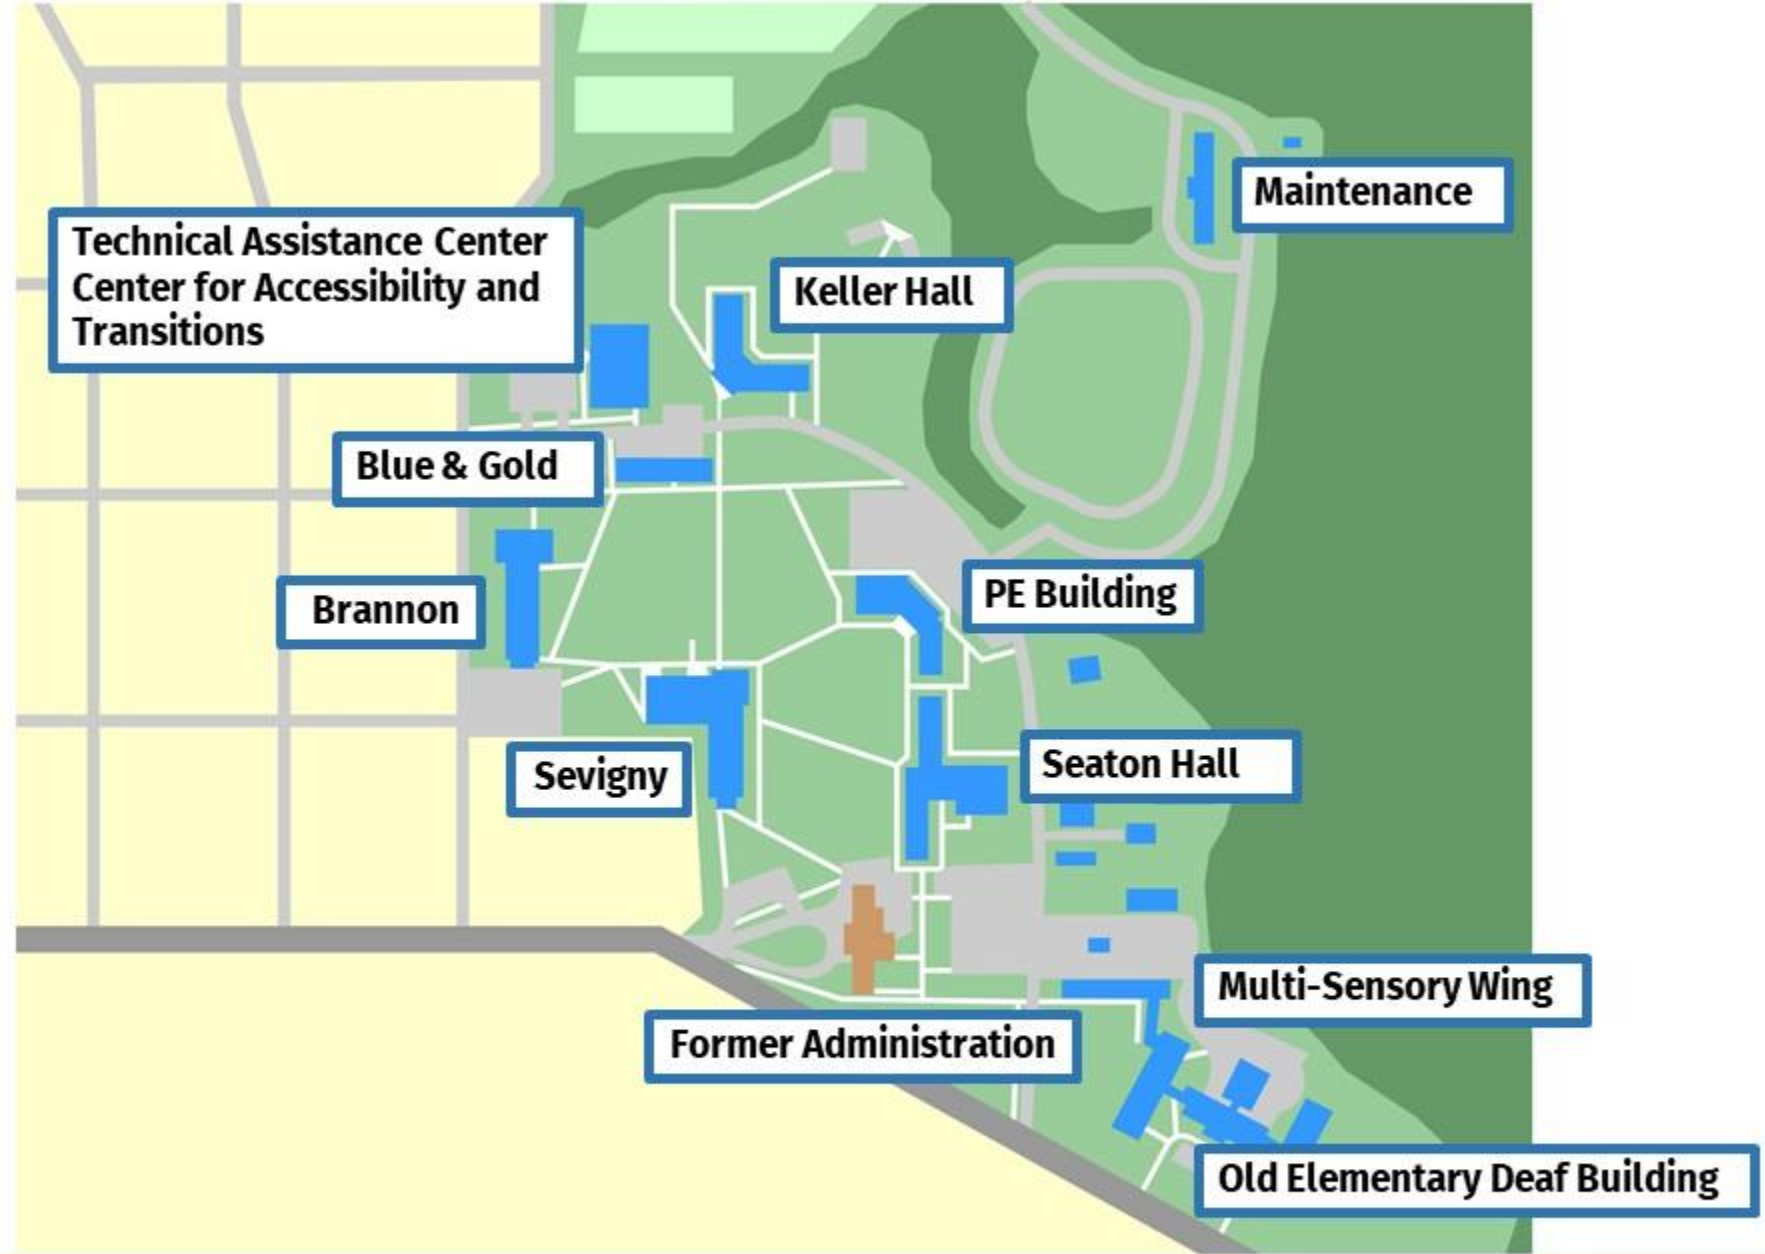 Maintenance
Technical Assistance Center
Center for Accessibility and
Transitions
Keller Hall
Blue & Gold
Brannon
PE Building
Sevigny
Seaton Hall
Multi-Sensory Wing
Former Administration
Old Elementary Deaf Building